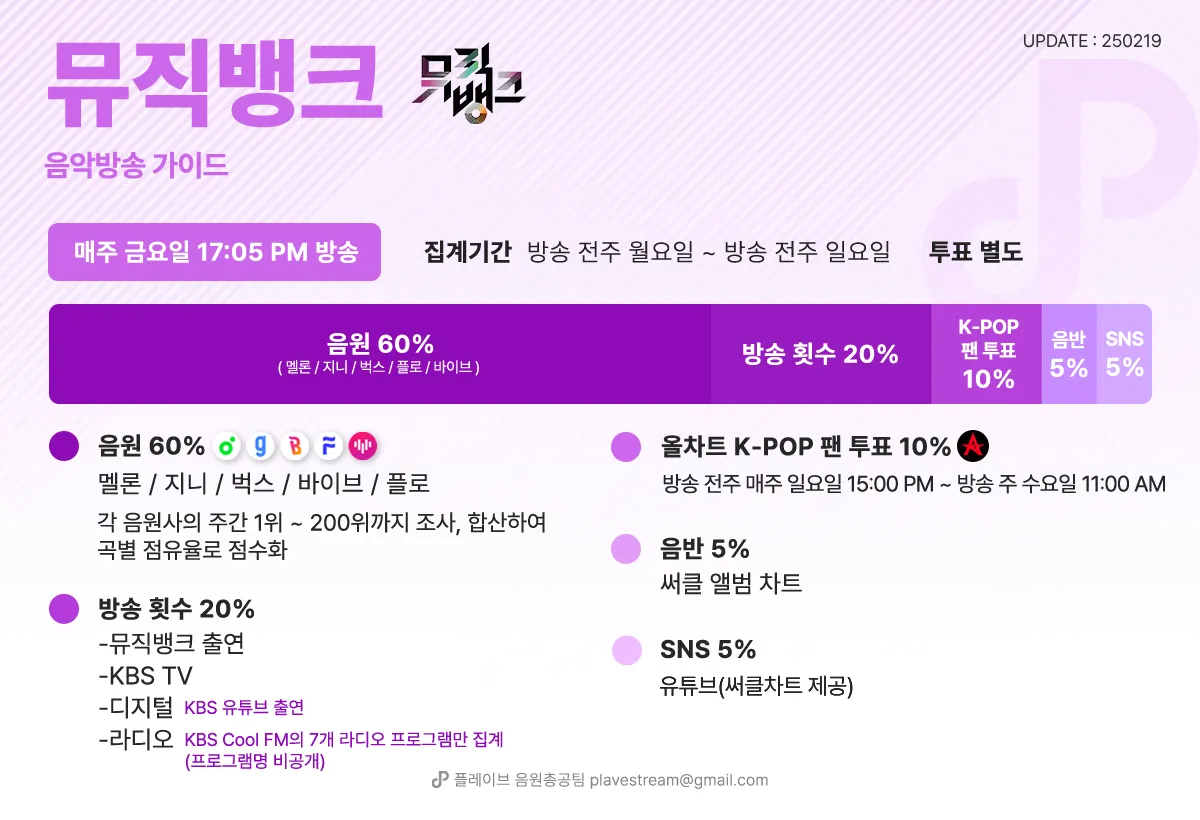 뮤직뱅크
뮤직뱅크
UPDATE : 250219
음악방송 가이드
매주 금요일 17:05 PM 방송
집계기간 방송 전주 월요일 ~ 방송 전주 일요일
투표 별도
음원 60%
( 멜론 / 지니 / 벅스 / 플로 / 바이브 )
방송 횟수 20%
K-POP
팬 투표
10%
음반
5%
SNS
5%
음원 60%
멜론 / 지니 / 벅스 / 바이브 / 플로
각 음원사의 주간 1위 ~ 200위까지 조사, 합산하여
곡별 점유율로 점수화
방송 횟수 20%
-뮤직뱅크 출연
-KBS TV
-디지털 KBS 유튜브 출연
-라디오 KBS Cool FM의 7개 라디오 프로그램만 집계
(프로그램명 비공개)
올차트 K-POP 팬 투표 10%
방송 전주 매주 일요일 15:00 PM ~ 방송 주 수요일 11:00 AM
음반 5%
써클 앨범 차트
SNS 5%
유튜브(써클차트 제공)
플레이브 음원총공팀 plavestream@gmail.com